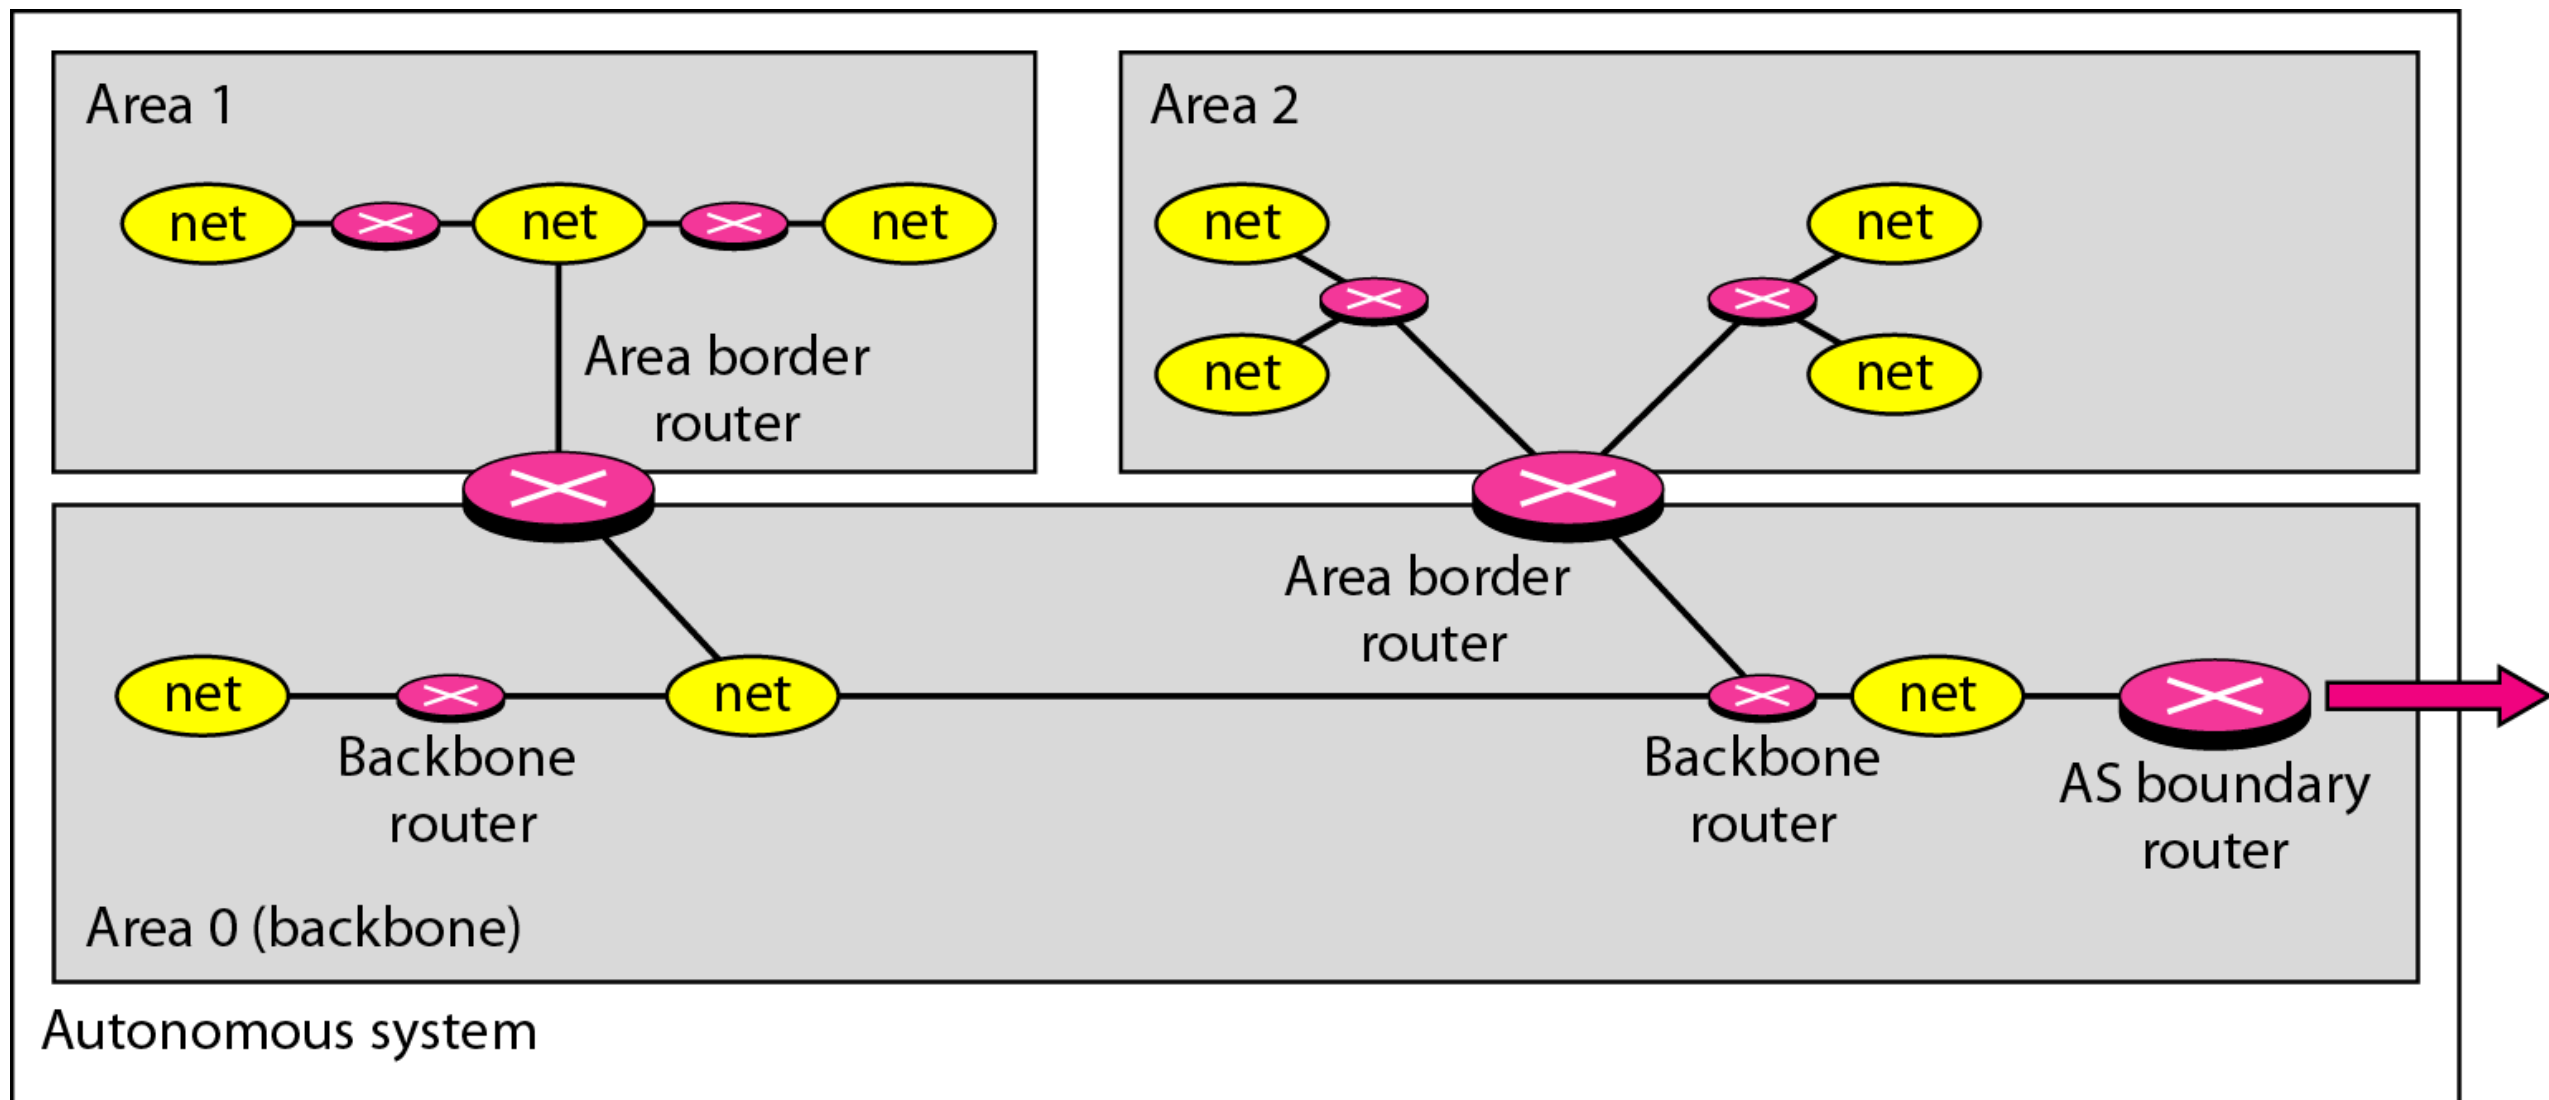 Area 1
net
net
net
Area border
router
Area 2
net
net
net
net
Area border
router
net
Backbone
router
net
Backbone
router
net
AS boundary
router
Area 0 (backbone)
Autonomous system